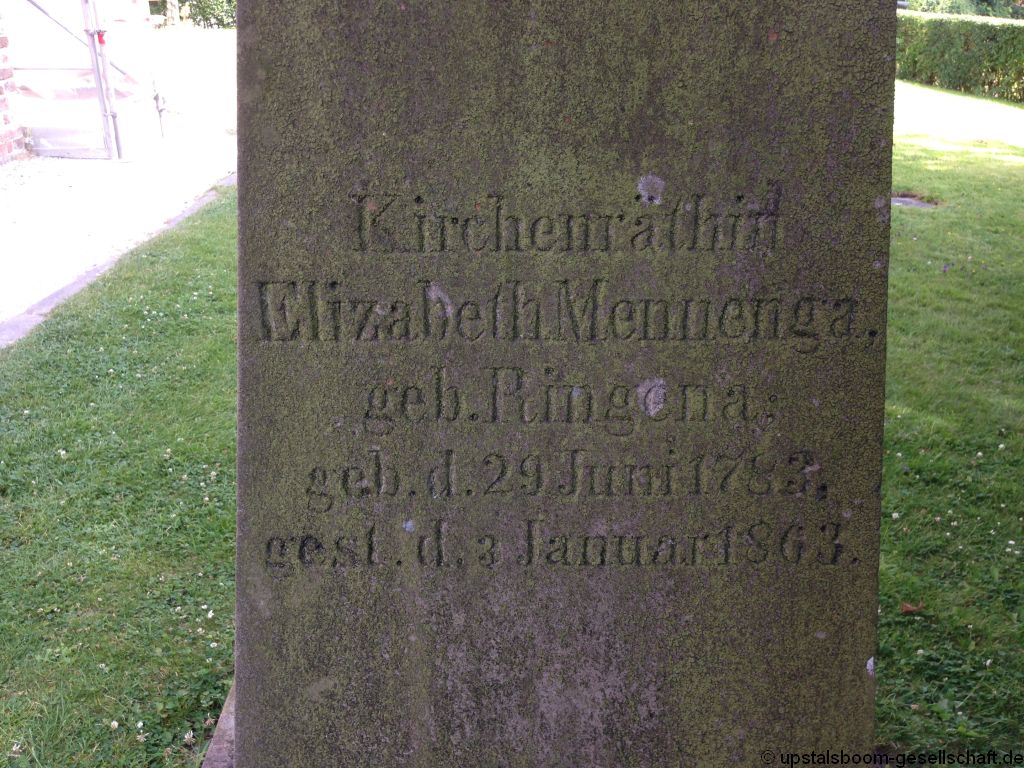 Kirchenräthin
Elizabeth Mennenga,
geb. Ringena;
geb. d. 29 Juni 1783,
gest. d. 3 Januar 1863.
© upstalsboom-gesellschaft.de